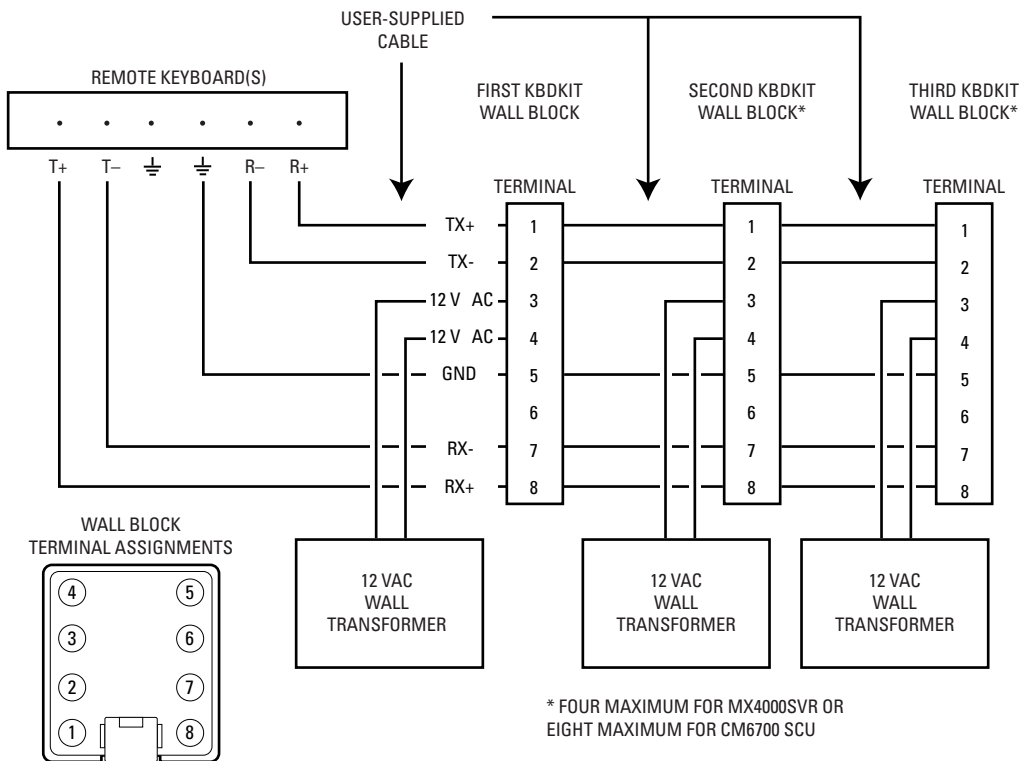 USER-SUPPLIED
CABLE
REMOTE KEYBOARD(S)
T+ T– R– R+
FIRST KBDKIT
WALL BLOCK
SECOND KBDKIT
WALL BLOCK*
THIRD KBDKIT
WALL BLOCK*
TERMINAL
TERMINAL
TERMINAL
TX+ 1 1 1
TX- 2 2 2
12 V AC 3 3 3
12 V AC 4 4 4
GND 5 5 5
6 6 6
RX- 7 7 7
RX+ 8 8 8
WALL BLOCK
TERMINAL ASSIGNMENTS
4 5
3 6
2 7
1 8
12 VAC
WALL
TRANSFORMER
12 VAC
WALL
TRANSFORMER
12 VAC
WALL
TRANSFORMER
* FOUR MAXIMUM FOR MX4000SVR OR
EIGHT MAXIMUM FOR CM6700 SCU